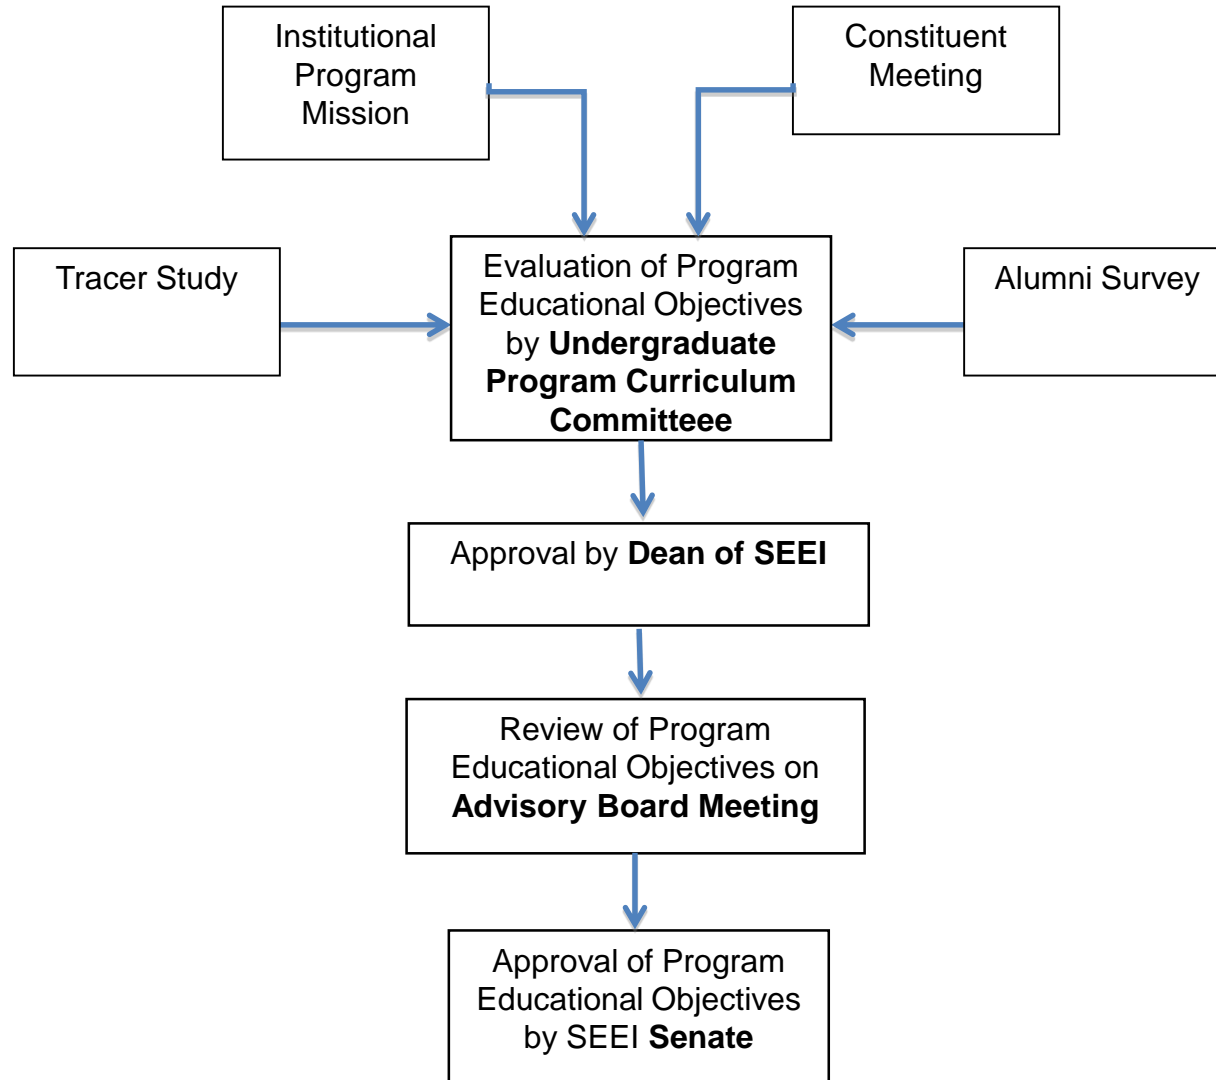 Institutional
Program
Mission
Constituent
Meeting
Tracer Study
Evaluation of Program
Educational Objectives
by Undergraduate
Program Curriculum
Committeee
Alumni Survey
Approval by Dean of SEEI
Review of Program
Educational Objectives on
Advisory Board Meeting
Approval of Program
Educational Objectives
by SEEI Senate